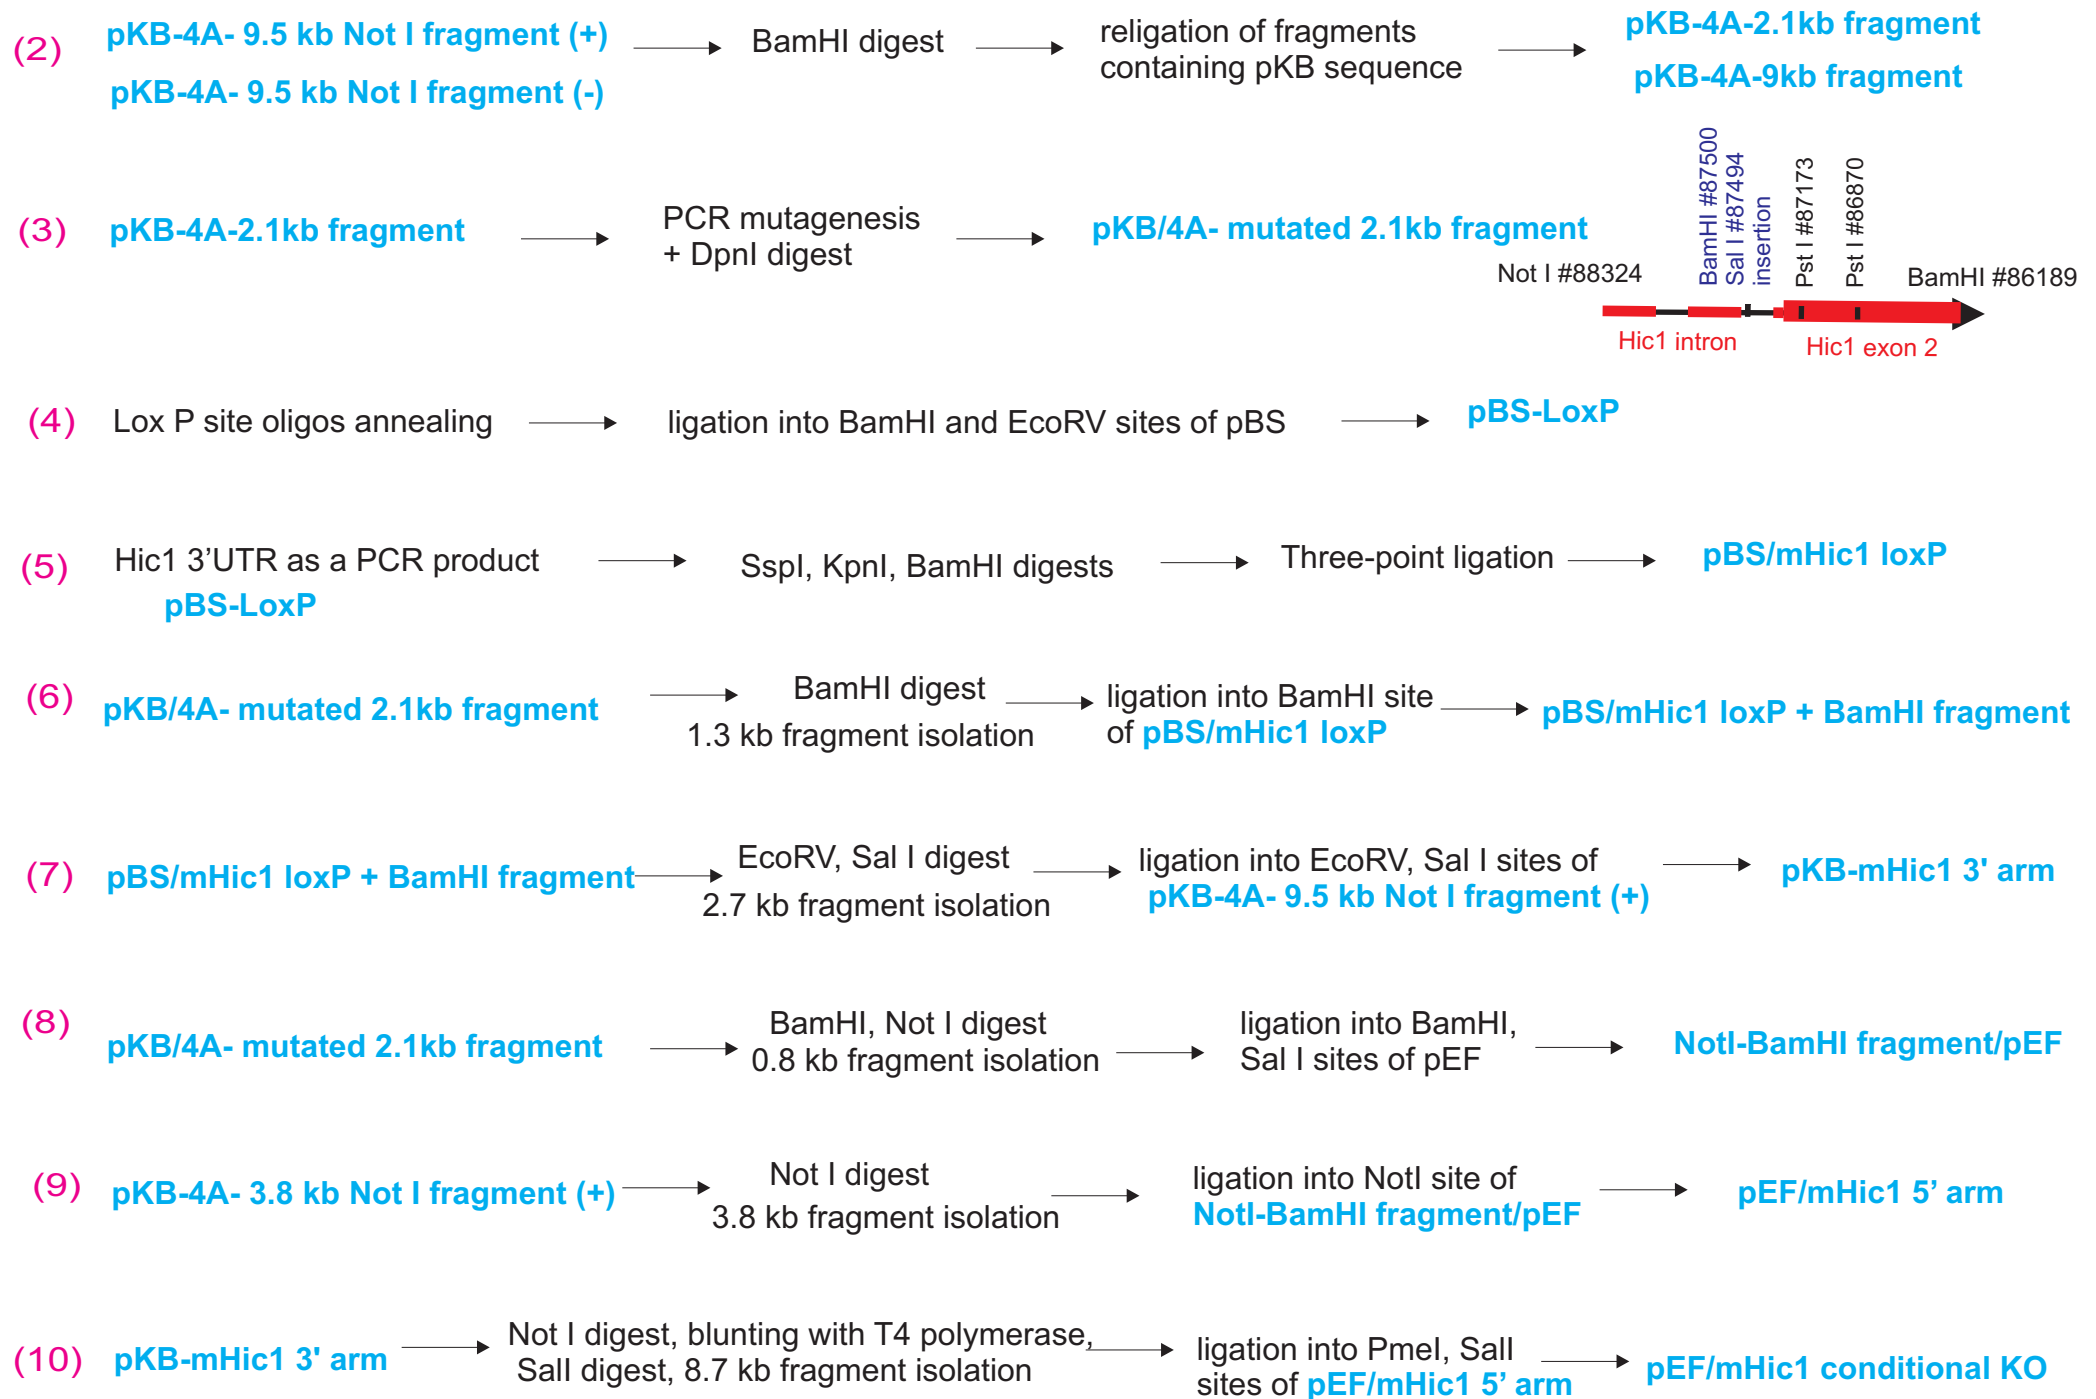 (2)
pKB-4A- 9.5 kb Not I fragment (+)
pKB-4A- 9.5 kb Not I fragment (-)
BamHI digest
religation of fragments
containing pKB sequence
pKB-4A-2.1kb fragment
pKB-4A-9kb fragment
(3)
pKB-4A-2.1kb fragment
PCR mutagenesis
+ DpnI digest
pKB/4A- mutated 2.1kb fragment
Not I #88324
BamHI #87500
Sal I #87494
insertion
Pst I #87173
Pst I #86870
BamHI #86189
Hic1 intron
Hic1 exon 2
(4)
Lox P site oligos annealing
ligation into BamHI and EcoRV sites of pBS
pBS-LoxP
(5)
Hic1 3’UTR as a PCR product
pBS-LoxP
SspI, KpnI, BamHI digests
Three-point ligation
pBS/mHic1 loxP
(6)
pKB/4A- mutated 2.1kb fragment
BamHI digest
1.3 kb fragment isolation
ligation into BamHI site
of pBS/mHic1 loxP
pBS/mHic1 loxP + BamHI fragment
(7)
pBS/mHic1 loxP + BamHI fragment
EcoRV, Sal I digest
2.7 kb fragment isolation
ligation into EcoRV, Sal I sites of
pKB-4A- 9.5 kb Not I fragment (+)
pKB-mHic1 3' arm
(8)
pKB/4A- mutated 2.1kb fragment
BamHI, Not I digest
0.8 kb fragment isolation
ligation into BamHI,
Sal I sites of pEF
NotI-BamHI fragment/pEF
(9)
pKB-4A- 3.8 kb Not I fragment (+)
Not I digest
3.8 kb fragment isolation
ligation into NotI site of
NotI-BamHI fragment/pEF
pEF/mHic1 5’ arm
(10)
pKB-mHic1 3' arm
Not I digest, blunting with T4 polymerase,
SalI digest, 8.7 kb fragment isolation
ligation into PmeI, SalI
sites of pEF/mHic1 5’ arm
pEF/mHic1 conditional KO